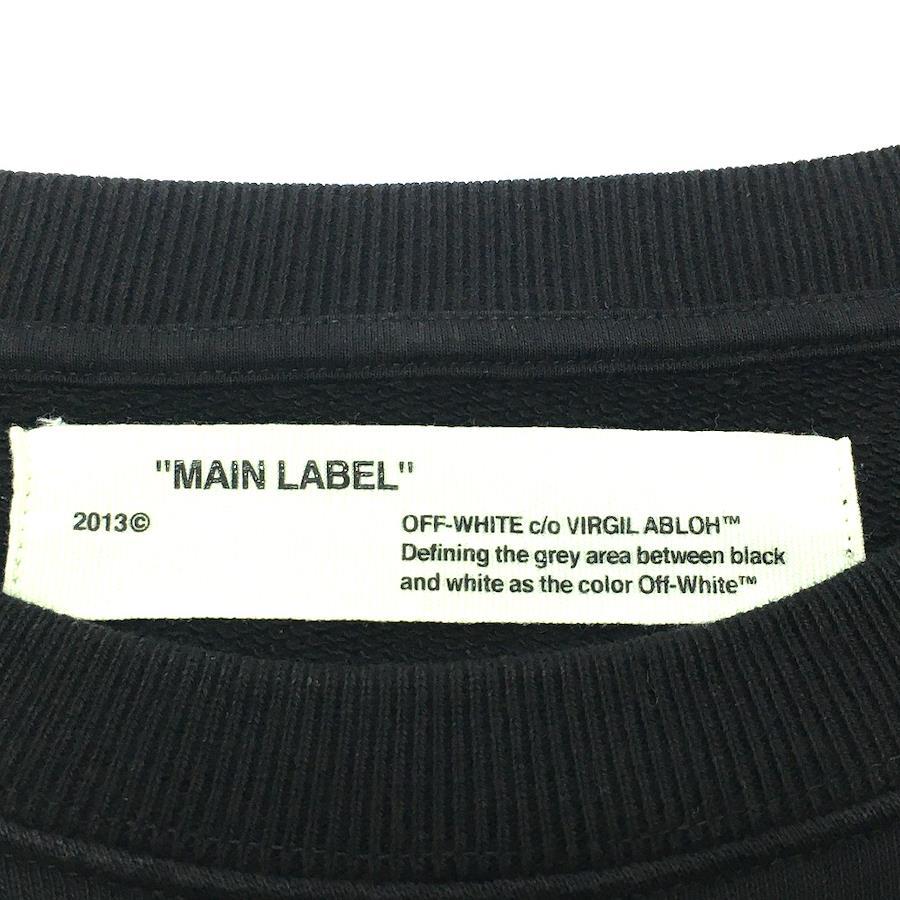 "MAIN LABEL"
2013©
OFF-WHITE c/o VIRGIL ABLOH™
Defining the grey area between black
and white as the color Off-White™